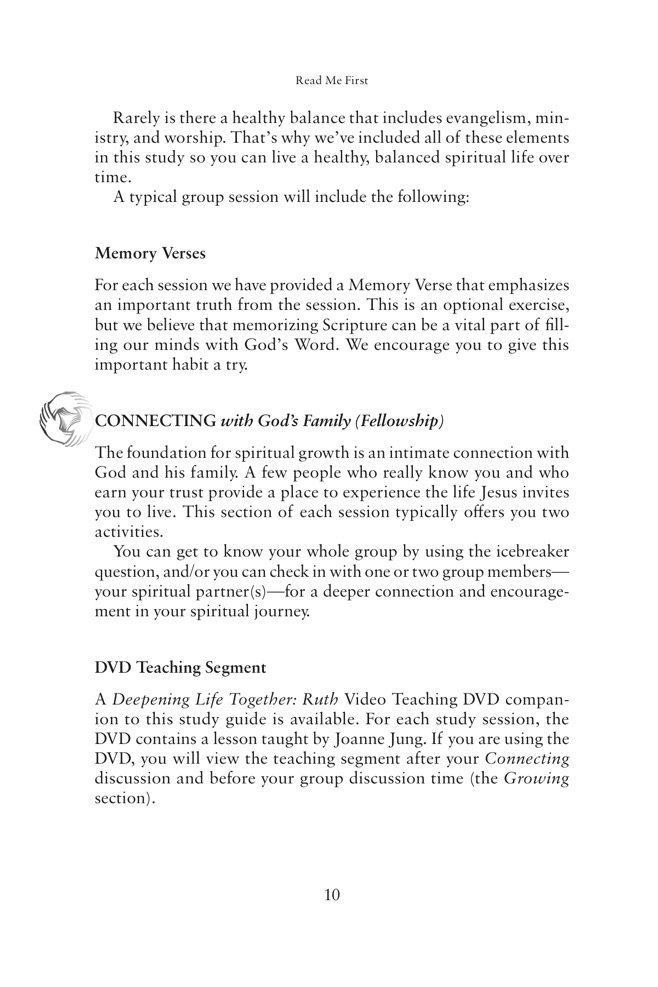 Read Me First
Rarely is there a healthy balance that includes evangelism, min-
istry, and worship. That’s why we’ve included all of these elements
in this study so you can live a healthy, balanced spiritual life over
time.
A typical group session will include the following:
Memory Verses
For each session we have provided a Memory Verse that emphasizes
an important truth from the session. This is an optional exercise,
but we believe that memorizing Scripture can be a vital part of fill-
ing our minds with God’s Word. We encourage you to give this
important habit a try.
CONNECTING with God’s Family (Fellowship)
The foundation for spiritual growth is an intimate connection with
God and his family. A few people who really know you and who
earn your trust provide a place to experience the life Jesus invites
you to live. This section of each session typically offers you two
activities.
You can get to know your whole group by using the icebreaker
question, and/or you can check in with one or two group members—
your spiritual partner(s)—for a deeper connection and encourage-
ment in your spiritual journey.
DVD Teaching Segment
A Deepening Life Together: Ruth Video Teaching DVD compan-
ion to this study guide is available. For each study session, the
DVD contains a lesson taught by Joanne Jung. If you are using the
DVD, you will view the teaching segment after your Connecting
discussion and before your group discussion time (the Growing
section).
10